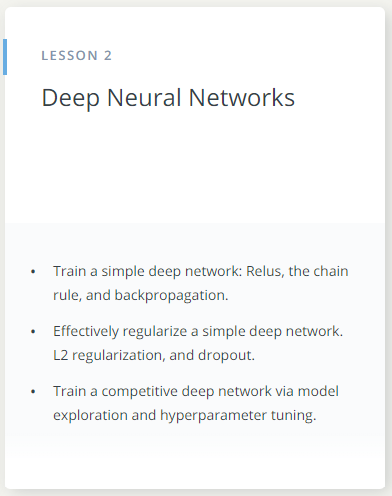 LESSON 2
Deep Neural Networks
• Train a simple deep network: Relus, the chain
rule, and backpropagation.
• Effectively regularize a simple deep network.
L2 regularization, and dropout.
• Train a competitive deep network via model
exploration and hyperparameter tuning.